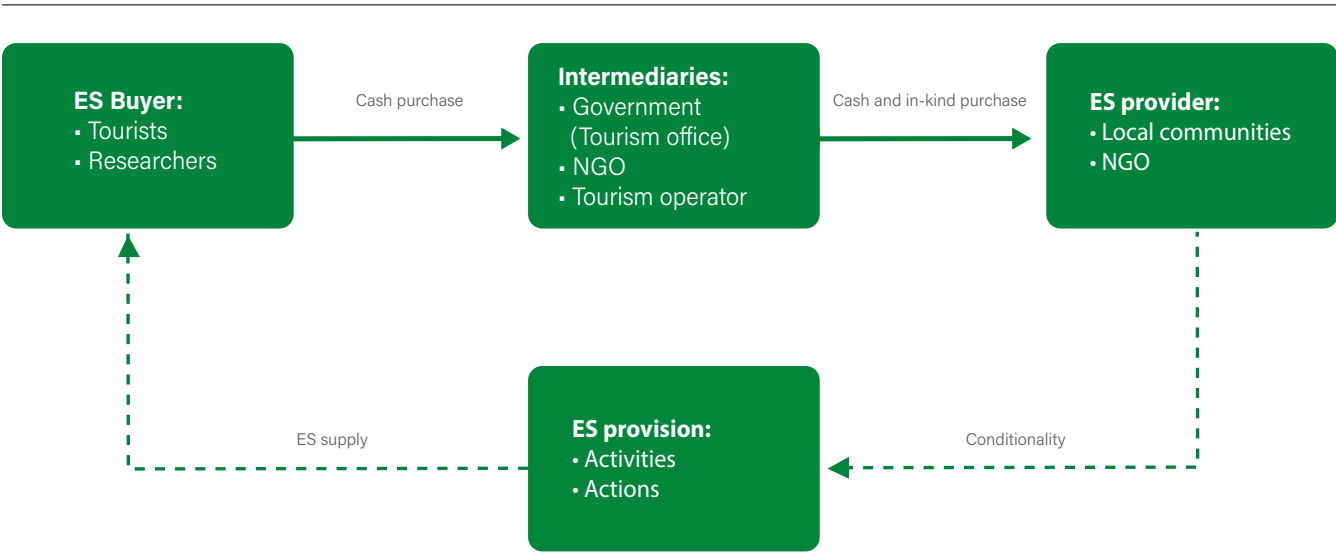 ES Buyer:
▪ Tourists
▪ Researchers
Cash purchase
Intermediaries:
▪ Government
(Tourism office)
▪ NGO
▪ Tourism operator
Cash and in-kind purchase
ES provider:
• Local communities
• NGO
ES supply
ES provision:
• Activities
• Actions
Conditionality